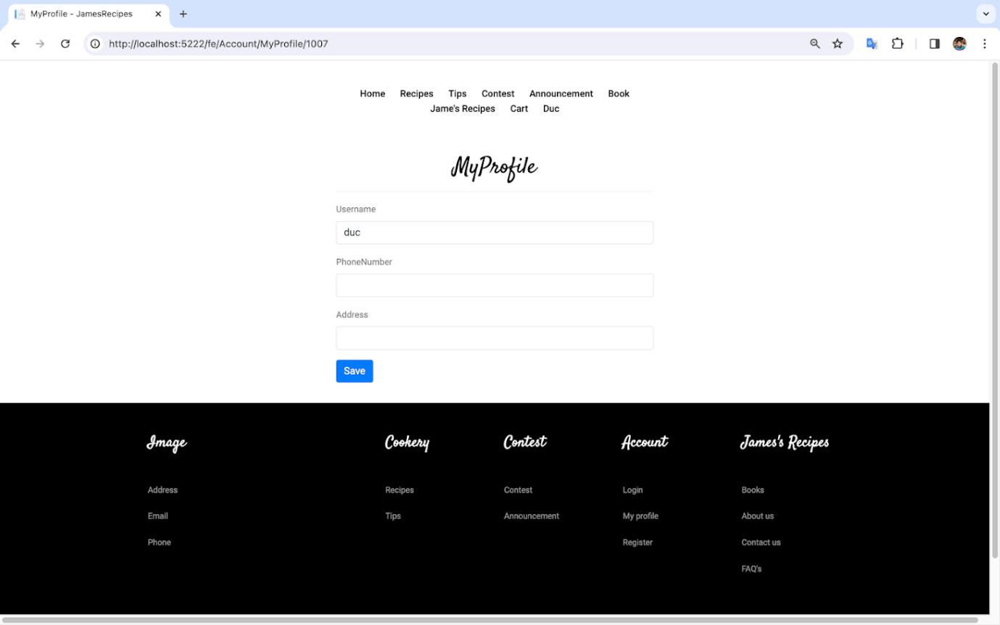 MyProfile - JamesRecipes
http://localhost:5222/fe/Account/MyProfile/1007
Home Recipes Tips Contest Announcement Book
Jame's Recipes Cart Duc
MyProfile
Username
duc
PhoneNumber
Address
Save
Image Cookery Contest Account James's Recipes
Address Recipes Contest Login Books
Email Tips Announcement My profile About us
Phone Register Contact us
FAQ's